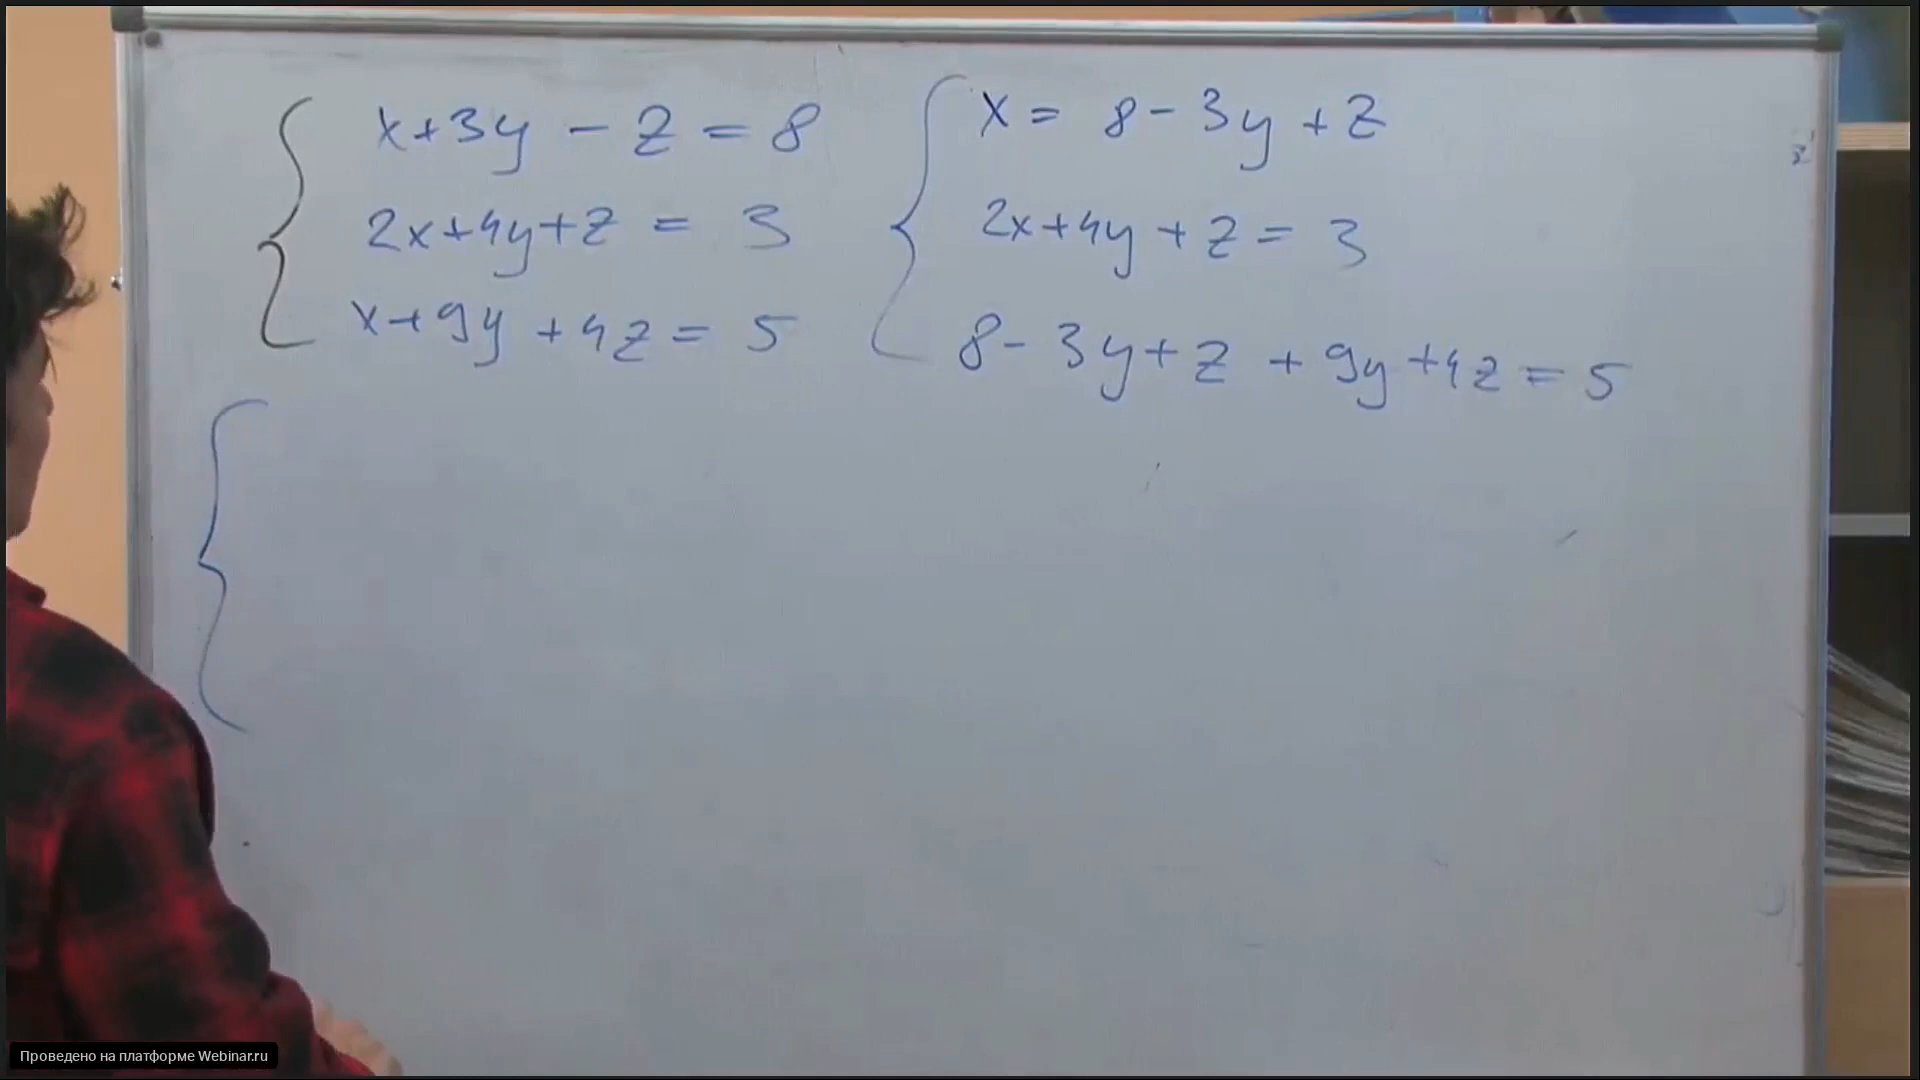 x+3y - z = 8
2x+4y+z = 3
x+9y+4z = 5
x = 8-3y+z
2x+4y+z = 3
8-3y+z+9y+4z = 5
Проведено на платформе Webinar.ru